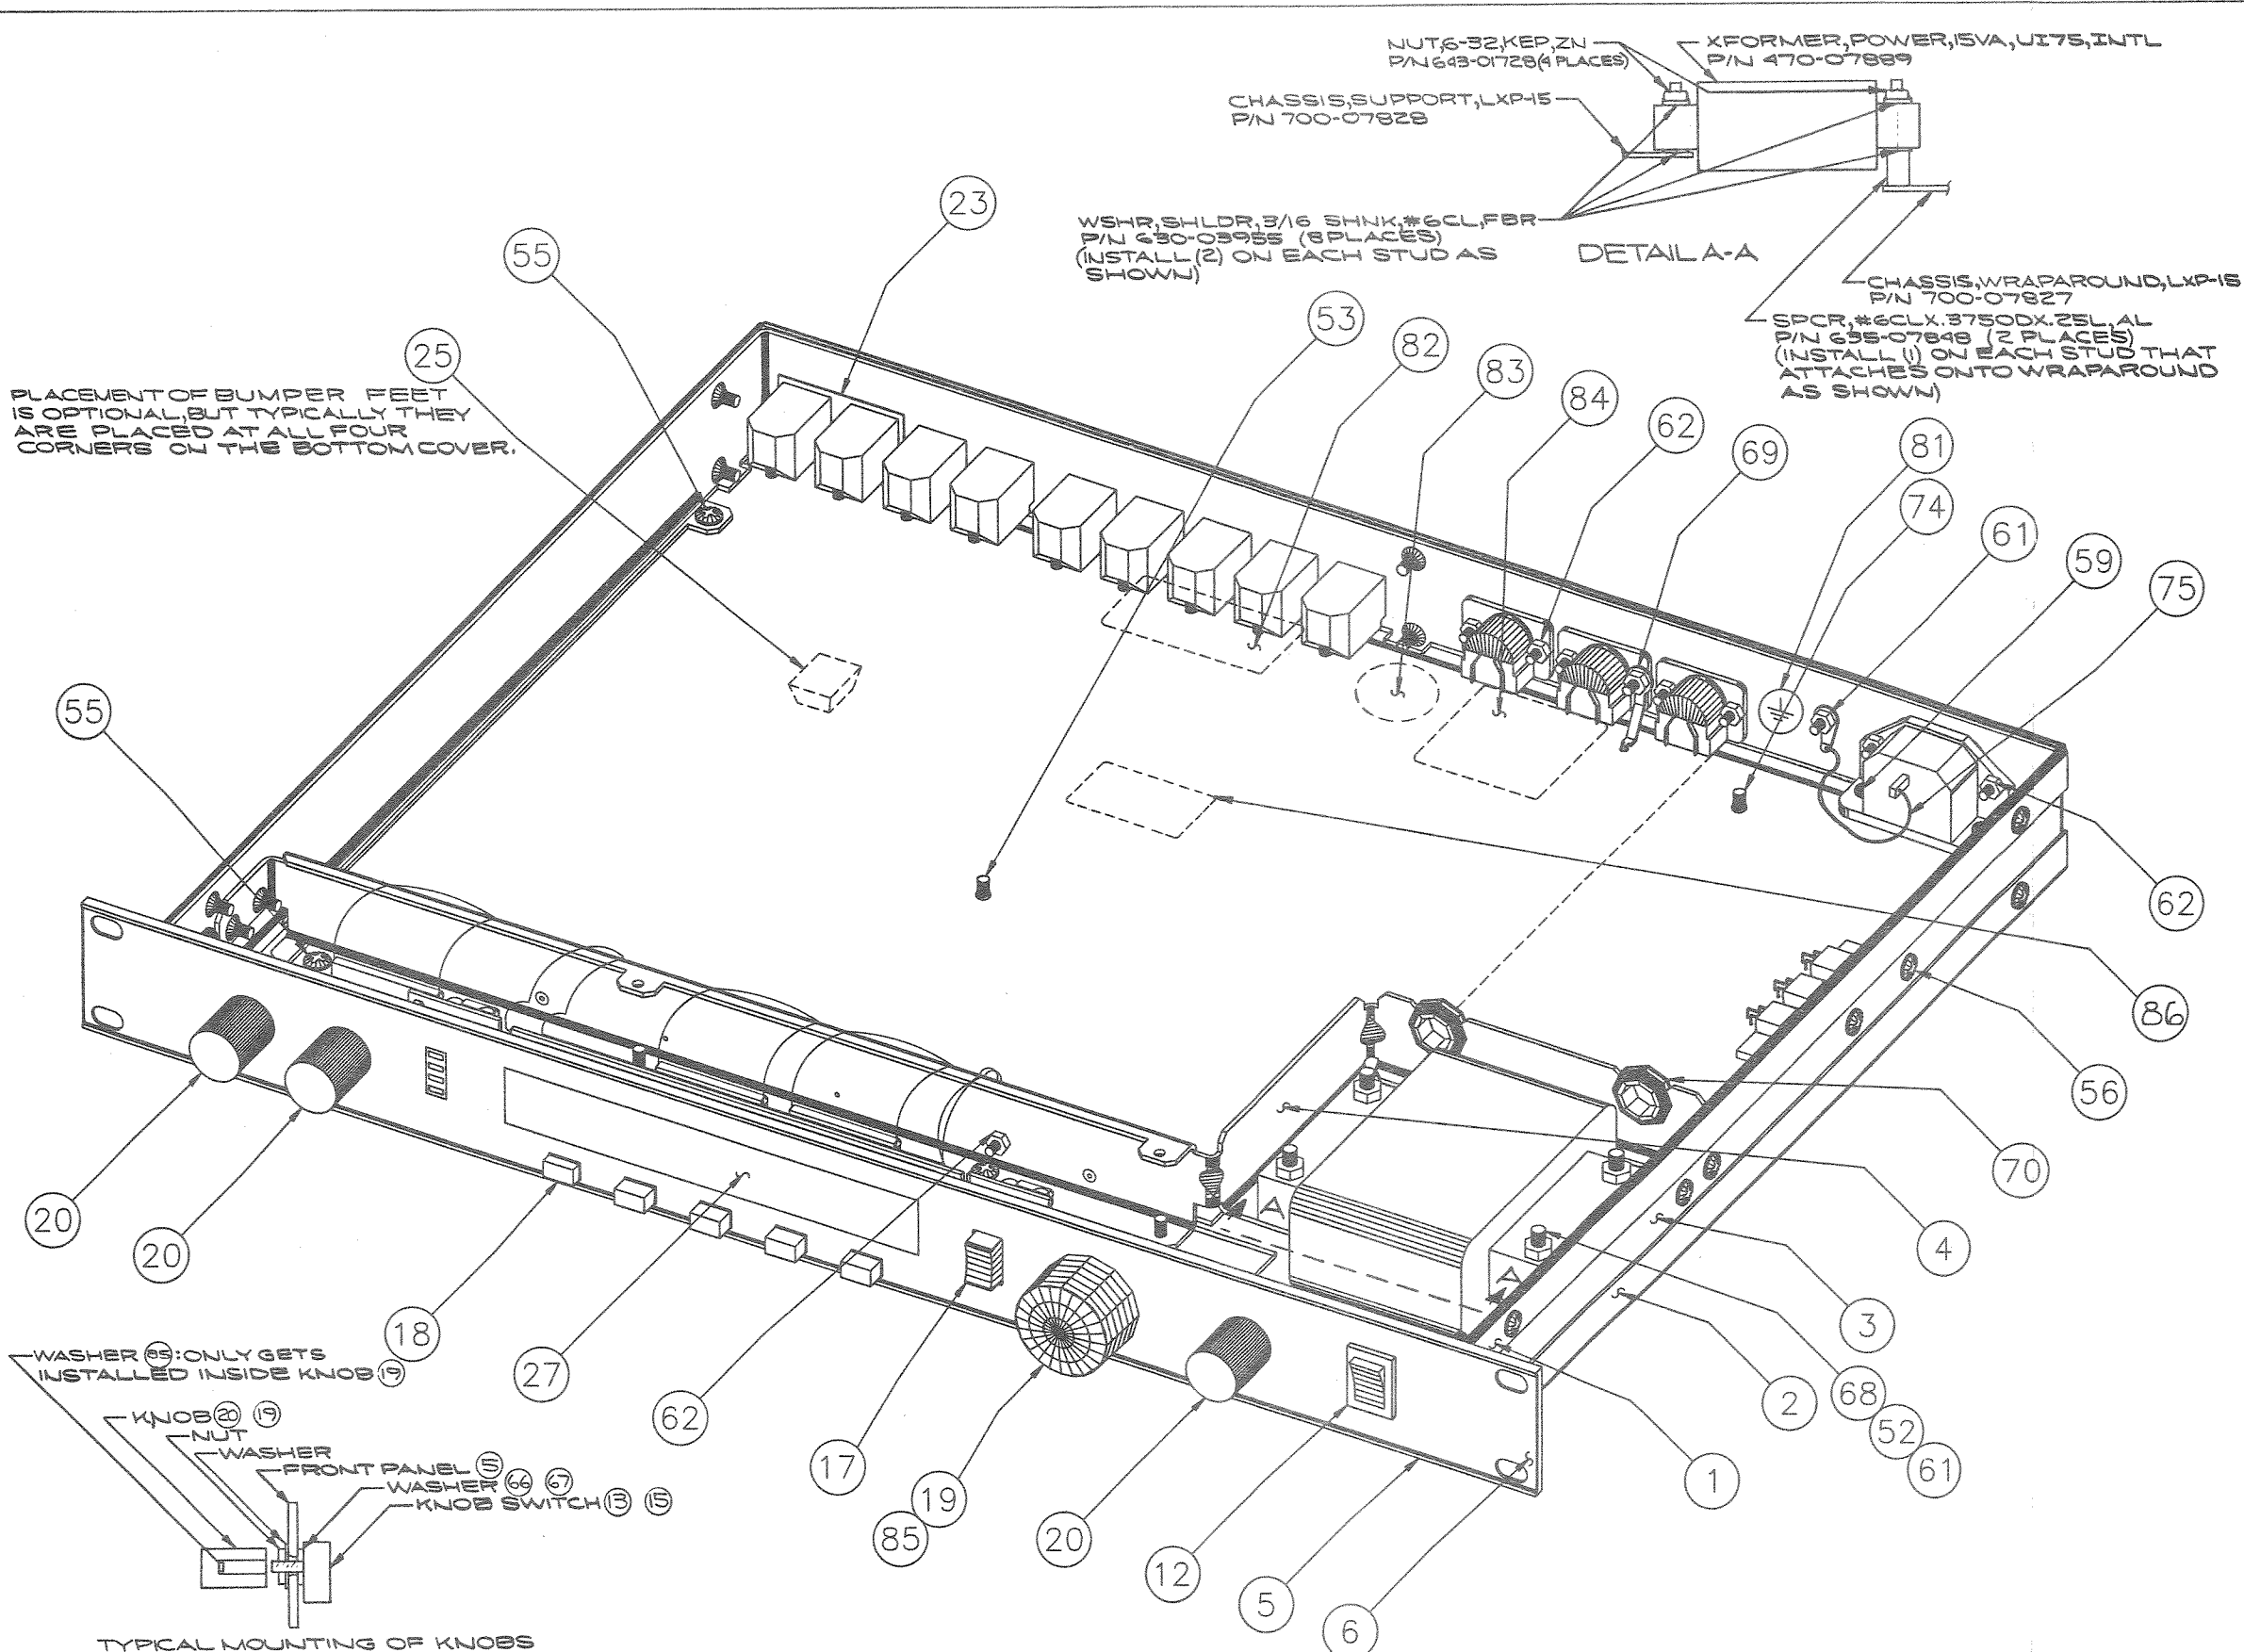 NUT,6-32,KEP,ZN
P/N 643-01728(4 PLACES)
XFORMER,POWER,15VA,UI75,INTL
P/N 470-07889
CHASSIS,SUPPORT,LXP-15
P/N 700-07828
WSHR,SHLDR,3/16 SHNK,#6CL,FBR
P/N 630-03955 (8PLACES)
(INSTALL (2) ON EACH STUD AS
SHOWN)
DETAIL A-A
CHASSIS,WRAPAROUND,LXP-15
P/N 700-07827
SPCR,#6CLX.375ODX.25L,AL
P/N 635-07848 (2 PLACES)
(INSTALL (1) ON EACH STUD THAT
ATTACHES ONTO WRAPAROUND
AS SHOWN)
23
55
53
82
25
83
84
62
69
81
74
61
59
75
PLACEMENT OF BUMPER FEET
IS OPTIONAL,BUT TYPICALLY THEY
ARE PLACED AT ALL FOUR
CORNERS ON THE BOTTOM COVER.
55
55
62
86
56
70
4
3
2
68
52
61
1
A
A
20
20
18
27
62
17
19
85
20
12
5
6
WASHER 85:ONLY GETS
INSTALLED INSIDE KNOB 19
KNOB 20 19
NUT
WASHER
FRONT PANEL 5
WASHER 66 67
KNOB SWITCH 13 15
TYPICAL MOUNTING OF KNOBS